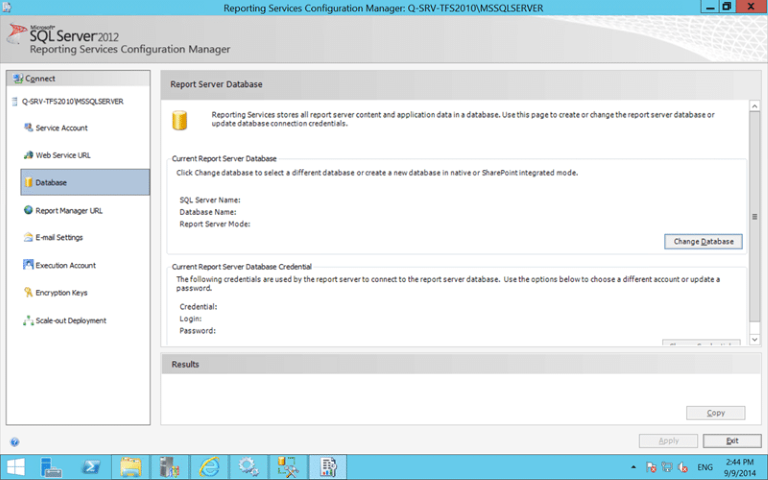 Reporting Services Configuration Manager: Q-SRV-TFS2010\MSSQLSERVER
Microsoft
SQL Server 2012
Reporting Services Configuration Manager
Connect
Q-SRV-TFS2010\MSSQLSERVER
Service Account
Web Service URL
Database
Report Manager URL
E-mail Settings
Execution Account
Encryption Keys
Scale-out Deployment
Report Server Database
Reporting Services stores all report server content and application data in a database. Use this page to create or change the report server database or
update database connection credentials.
Current Report Server Database
Click Change database to select a different database or create a new database in native or SharePoint integrated mode.
SQL Server Name:
Database Name:
Report Server Mode:
Change Database
Current Report Server Database Credential
The following credentials are used by the report server to connect to the report server database. Use the options below to choose a different account or update a
password.
Credential:
Login:
Password:
Results
Copy
Apply
Exit
ENG
2:44 PM
9/9/2014